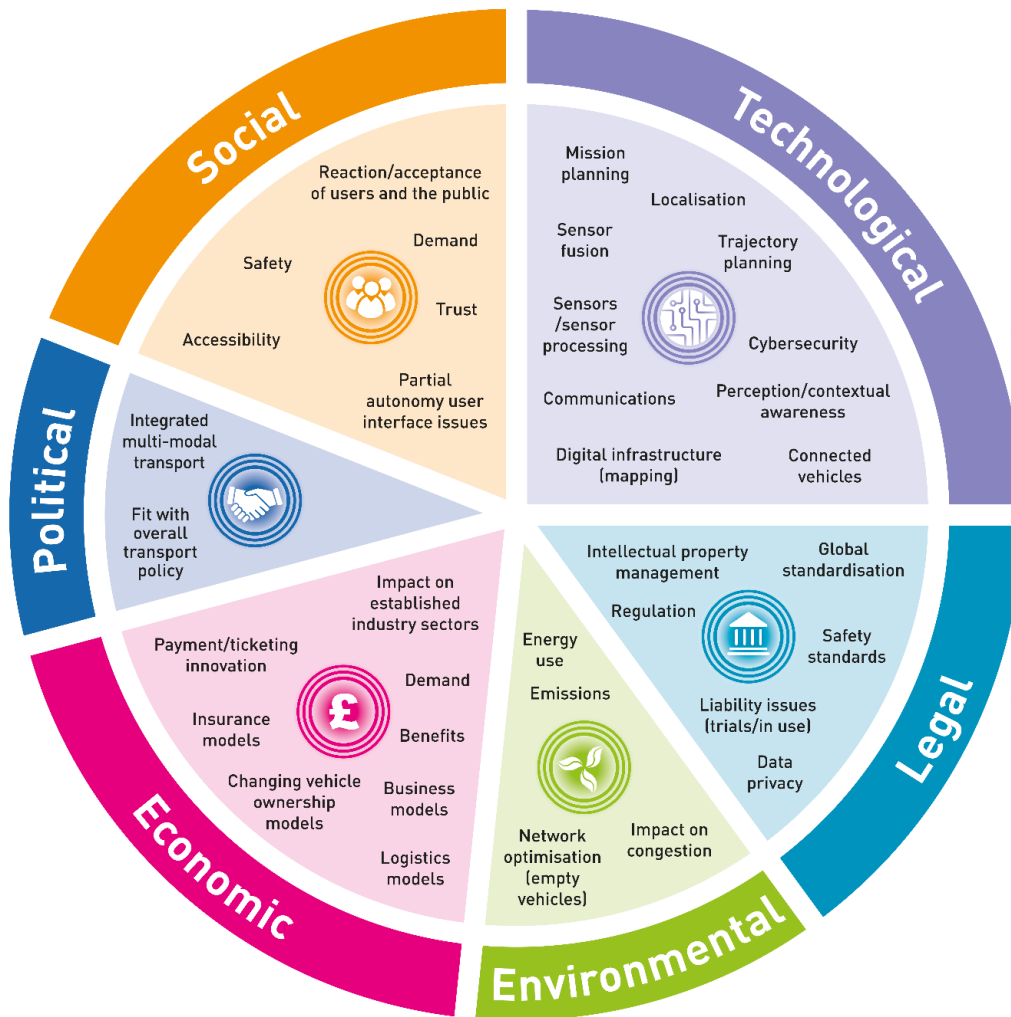 Social
Reaction/acceptance
of users and the public
Demand
Safety
Trust
Accessibility
Partial
autonomy user
interface issues
Technological
Mission
planning
Localisation
Sensor
fusion
Trajectory
planning
Sensors
/sensor
processing
Cybersecurity
Communications
Perception/contextual
awareness
Digital infrastructure
(mapping)
Connected
vehicles
Legal
Intellectual property
management
Global
standardisation
Regulation
Safety
standards
Liability issues
(trials/in use)
Data
privacy
Environmental
Energy
use
Emissions
Network
optimisation
(empty
vehicles)
Impact on
congestion
Economic
Impact on
established
industry sectors
Payment/ticketing
innovation
Demand
£
Insurance
models
Benefits
Changing vehicle
ownership
models
Business
models
Logistics
models
Political
Integrated
multi-modal
transport
Fit with
overall
transport
policy